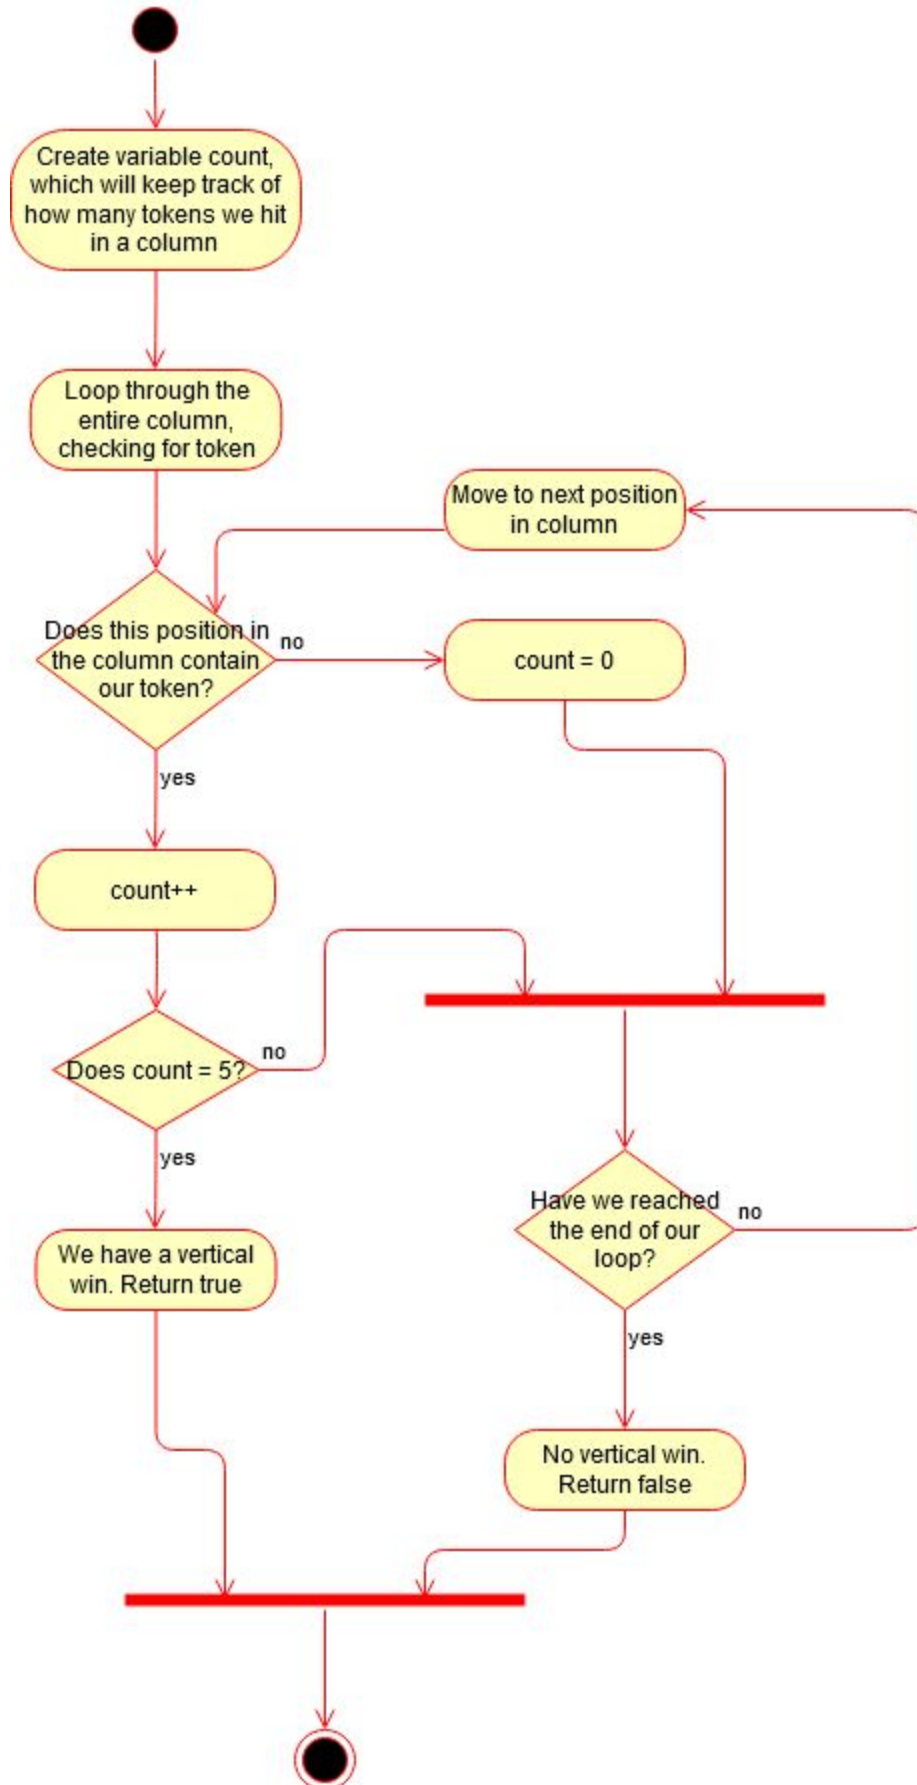 Create variable count,
which will keep track of
how many tokens we hit
in a column
Loop through the
entire column,
checking for token
Move to next position
in column
Does this position in
the column contain
our token?
no
count = 0
yes
count++
Does count = 5?
no
yes
We have a vertical
win. Return true
Have we reached
the end of our
loop?
no
yes
No vertical win.
Return false